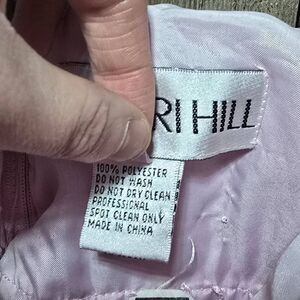 RI HILL
100% POLYESTER
DO NOT WASH
DO NOT DRY CLEAN
PROFESSIONAL
SPOT CLEAN ONLY
MADE IN CHINA